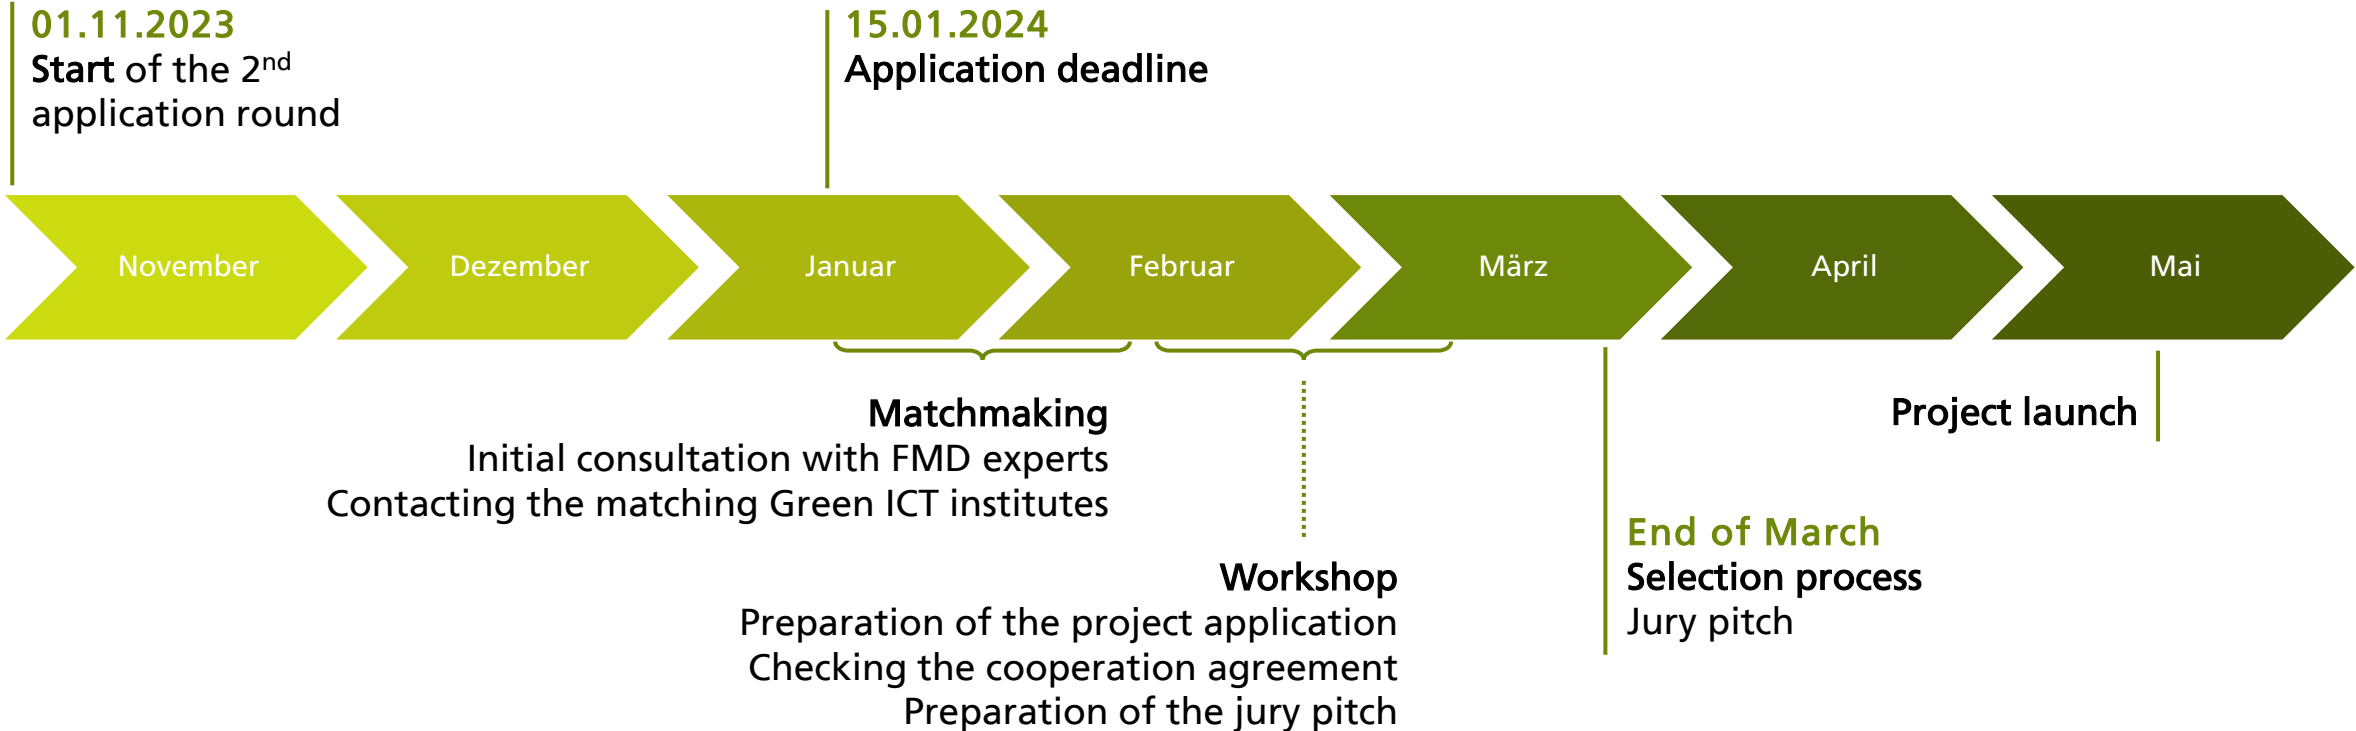 01.11.2023
Start of the 2nd
application round
15.01.2024
Application deadline
November
Dezember
Januar
Februar
März
April
Mai
Matchmaking
Initial consultation with FMD experts
Contacting the matching Green ICT institutes
Workshop
Preparation of the project application
Checking the cooperation agreement
Preparation of the jury pitch
End of March
Selection process
Jury pitch
Project launch